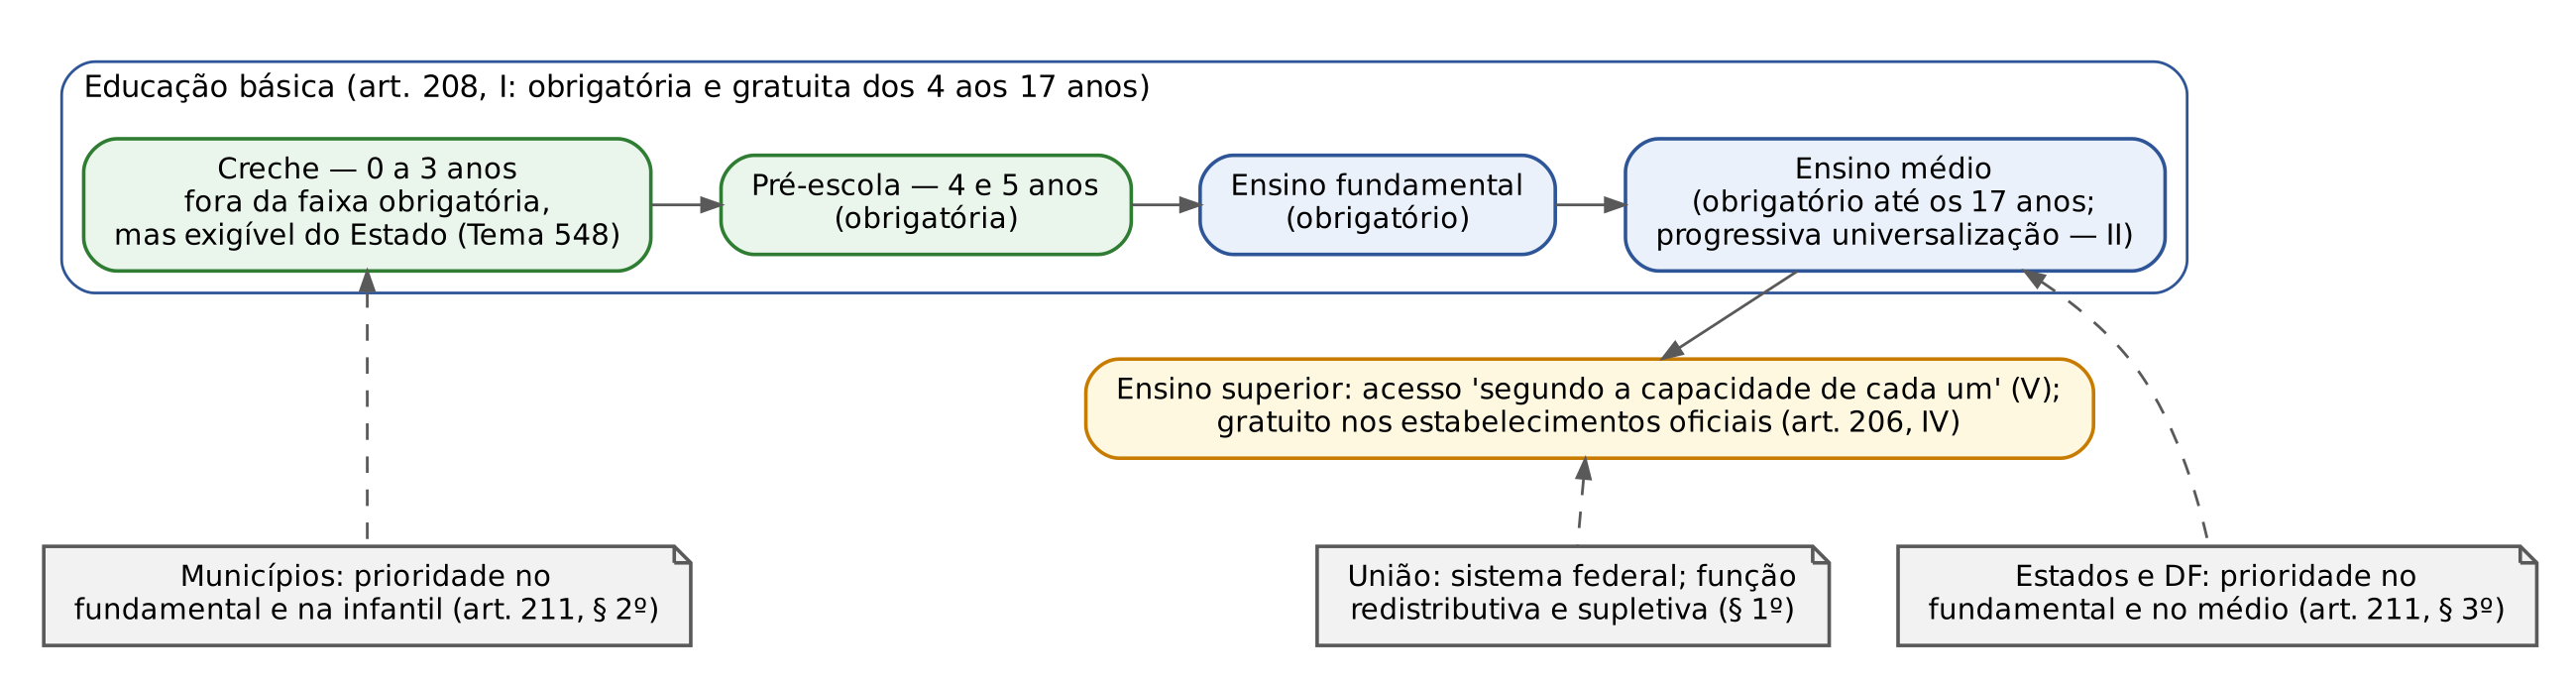 Educação básica (art. 208, I: obrigatória e gratuita dos 4 aos 17 anos)
Creche — 0 a 3 anos
fora da faixa obrigatória,
mas exigível do Estado (Tema 548)
Pré-escola — 4 e 5 anos
(obrigatória)
Ensino fundamental
(obrigatório)
Ensino médio
(obrigatório até os 17 anos;
progressiva universalização — II)
Ensino superior: acesso 'segundo a capacidade de cada um' (V);
gratuito nos estabelecimentos oficiais (art. 206, IV)
Municípios: prioridade no
fundamental e na infantil (art. 211, § 2º)
União: sistema federal; função
redistributiva e supletiva (§ 1º)
Estados e DF: prioridade no
fundamental e no médio (art. 211, § 3º)